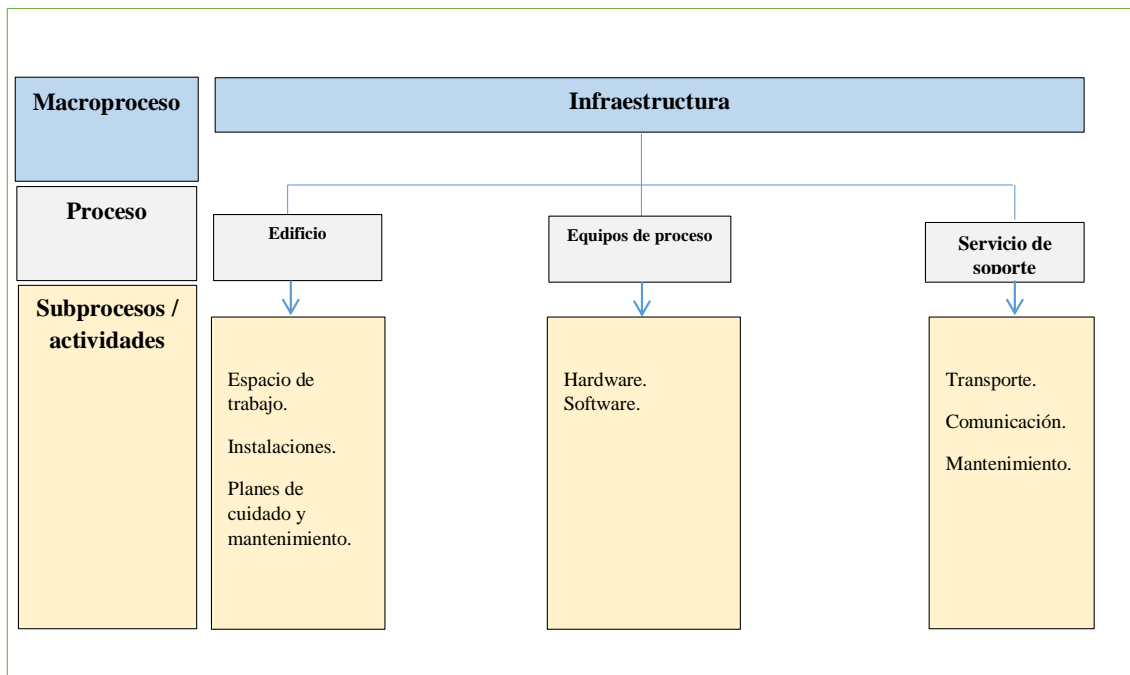 Macroproceso
Infraestructura
Proceso
Edificio
Equipos de proceso
Servicio de
soporte
Subprocesos /
actividades
Espacio de
trabajo.
Instalaciones.
Planes de
cuidado y
mantenimiento.
Hardware.
Software.
Transporte.
Comunicación.
Mantenimiento.